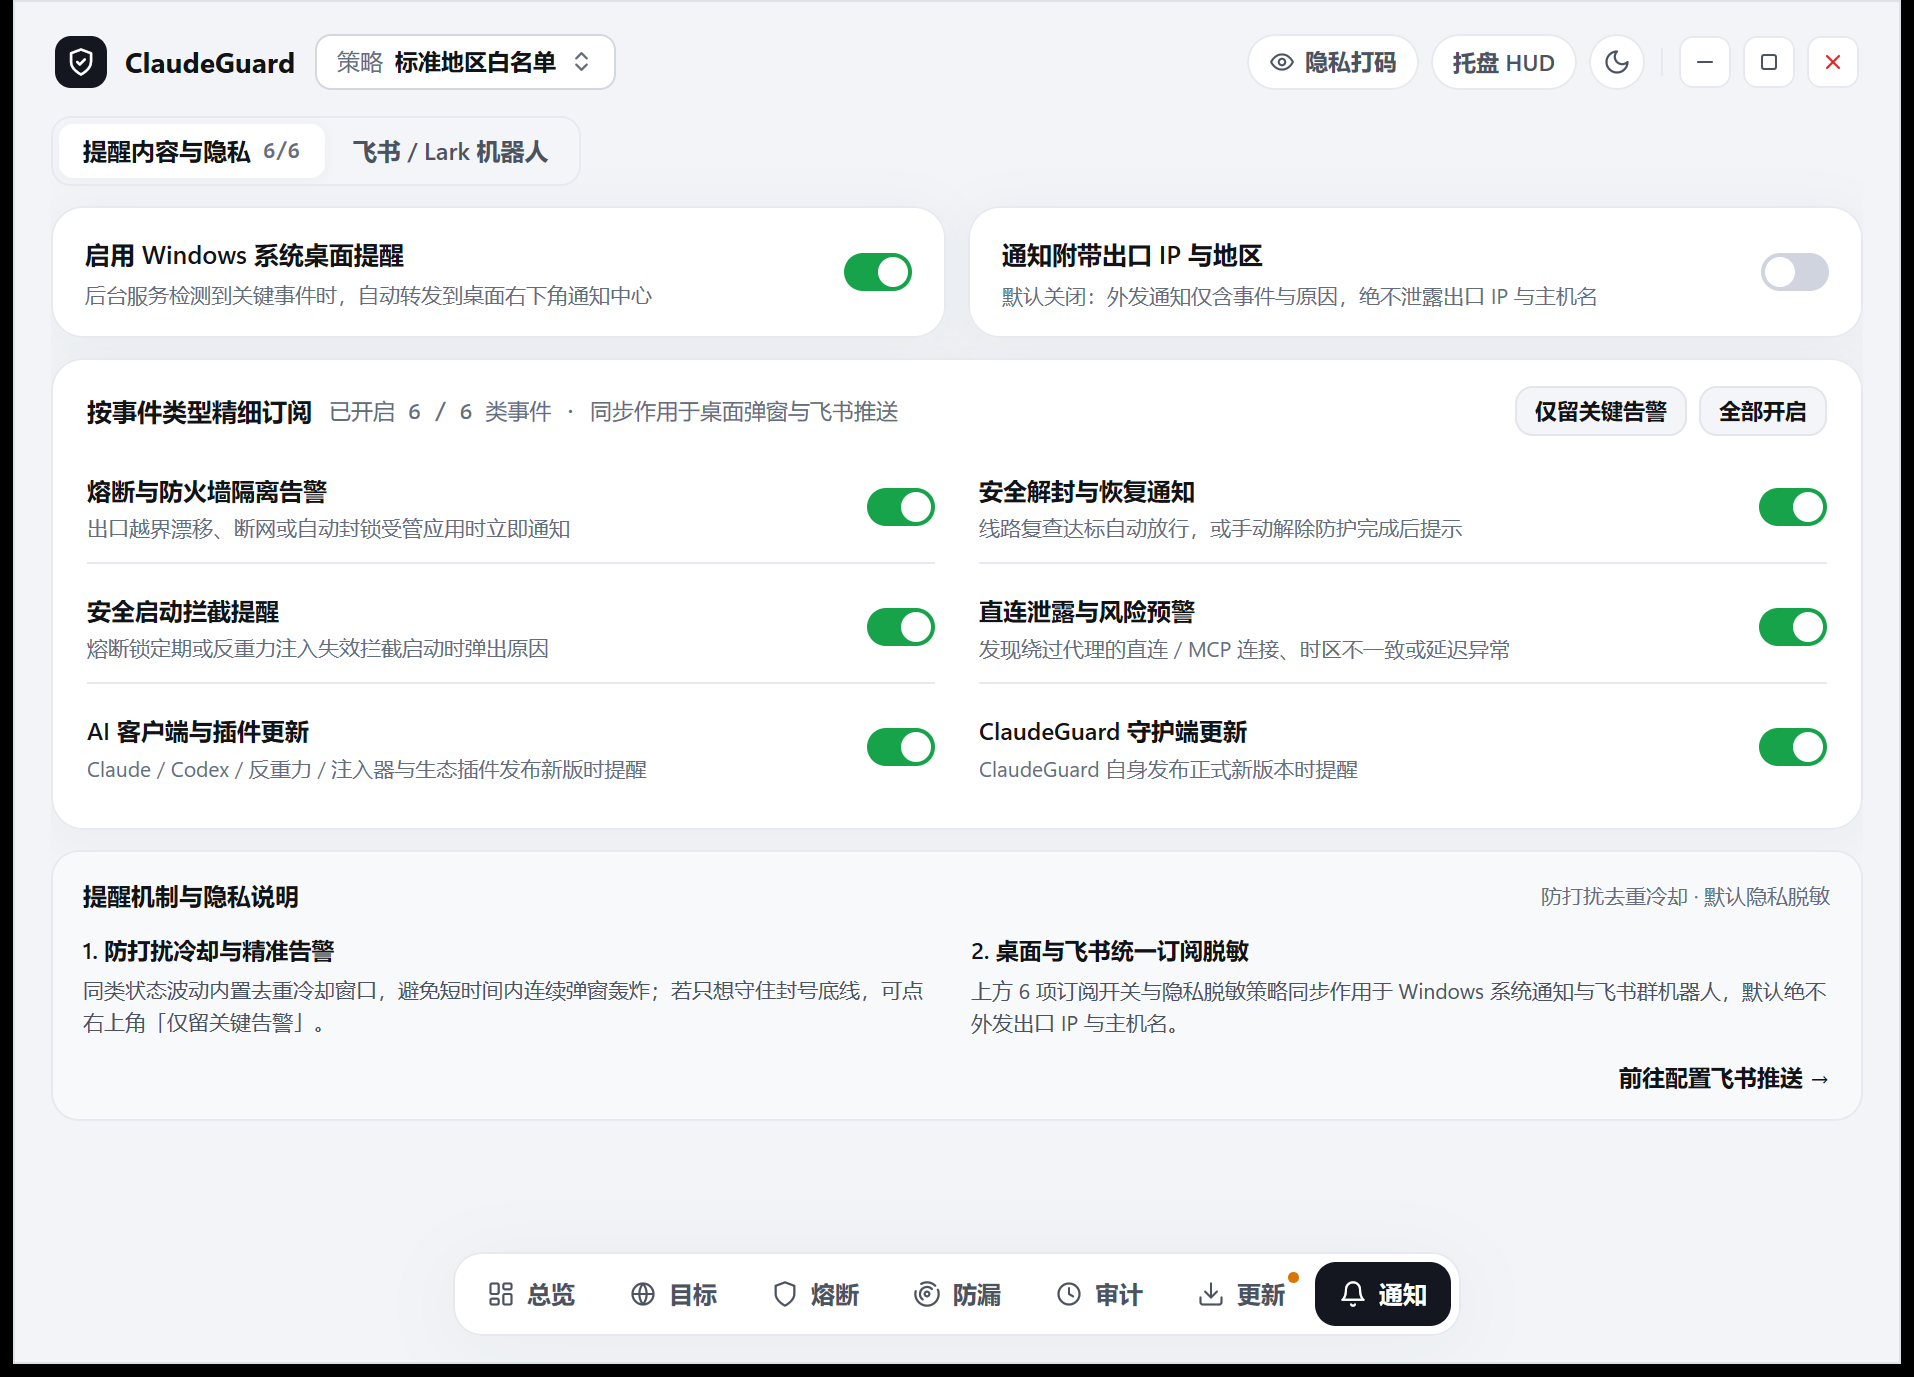 ClaudeGuard
策略 标准地区白名单
隐私打码
托盘 HUD
提醒内容与隐私 6/6
飞书 / Lark 机器人
启用 Windows 系统桌面提醒
后台服务检测到关键事件时，自动转发到桌面右下角通知中心
通知附带出口 IP 与地区
默认关闭：外发通知仅含事件与原因，绝不泄露出口 IP 与主机名
按事件类型精细订阅 已开启 6 / 6 类事件 · 同步作用于桌面弹窗与飞书推送
仅留关键告警
全部开启
熔断与防火墙隔离告警
出口越界漂移、断网或自动封锁受管应用时立即通知
安全解封与恢复通知
线路复查达标自动放行，或手动解除防护完成后提示
安全启动拦截提醒
熔断锁定期或反重力注入失效拦截启动时弹出原因
直连泄露与风险预警
发现绕过代理的直连 / MCP 连接、时区不一致或延迟异常
AI 客户端与插件更新
Claude / Codex / 反重力 / 注入器与生态插件发布新版时提醒
ClaudeGuard 守护端更新
ClaudeGuard 自身发布正式新版本时提醒
提醒机制与隐私说明
防打扰去重冷却 · 默认隐私脱敏
1. 防打扰冷却与精准告警
同类状态波动内置去重冷却窗口，避免短时间内连续弹窗轰炸；若只想守住封号底线，可点
右上角「仅留关键告警」。
2. 桌面与飞书统一订阅脱敏
上方 6 项订阅开关与隐私脱敏策略同步作用于 Windows 系统通知与飞书群机器人，默认绝不
外发出口 IP 与主机名。
前往配置飞书推送 →
总览
目标
熔断
防漏
审计
更新
通知